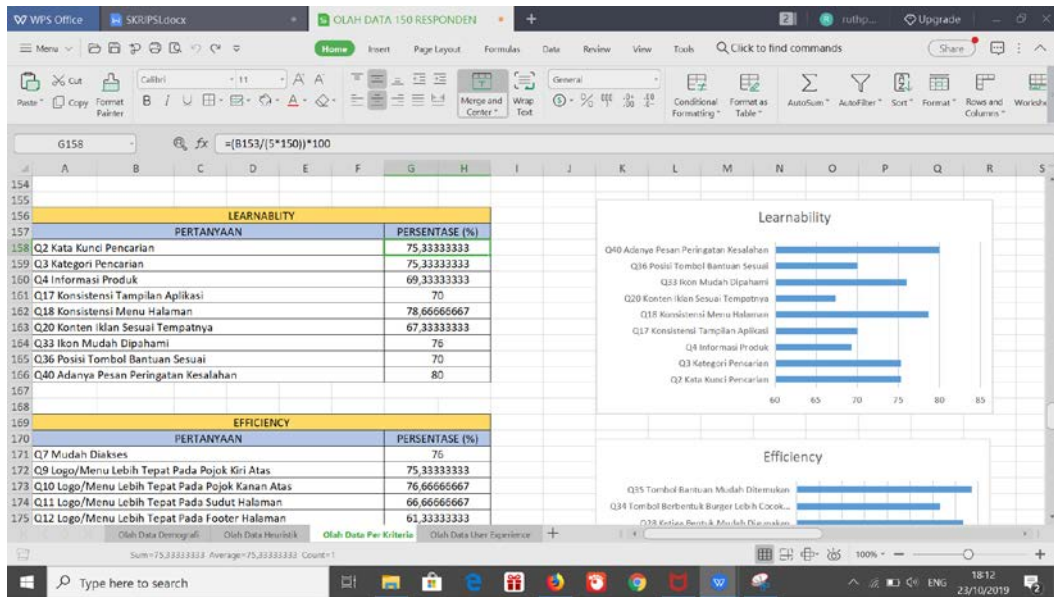 WPS Office
SKRIPSI.docx
OLAH DATA 150 RESPONDEN
2
ruthp...
Upgrade
Menu
Home
Insert
Page Layout
Formulas
Data
Review
View
Tools
Click to find commands
Share
Paste
Cut
Copy
Format Painter
Calibri
11
Merge and Center
Wrap Text
General
Conditional Formatting
Format as Table
AutoSum
AutoFilter
Sort
Format
Rows and Columns
G158
=(B153/(5*150))*100
A B C D E F G H I J K L M N O P Q R S
154
155
156 LEARNABLITY
157 PERTANYAAN PERSENTASE (%)
158 Q2 Kata Kunci Pencarian 75,33333333
159 Q3 Kategori Pencarian 75,33333333
160 Q4 Informasi Produk 69,33333333
161 Q17 Konsistensi Tampilan Aplikasi 70
162 Q18 Konsistensi Menu Halaman 78,66666667
163 Q20 Konten Iklan Sesuai Tempatnya 67,33333333
164 Q33 Ikon Mudah Dipahami 76
165 Q36 Posisi Tombol Bantuan Sesuai 70
166 Q40 Adanya Pesan Peringatan Kesalahan 80
167
168
169 EFFICIENCY
170 PERTANYAAN PERSENTASE (%)
171 Q7 Mudah Diakses 76
172 Q9 Logo/Menu Lebih Tepat Pada Pojok Kiri Atas 75,33333333
173 Q10 Logo/Menu Lebih Tepat Pada Pojok Kanan Atas 76,66666667
174 Q11 Logo/Menu Lebih Tepat Pada Sudut Halaman 66,66666667
175 Q12 Logo/Menu Lebih Tepat Pada Footer Halaman 61,33333333
Learnability
Q40 Adanya Pesan Peringatan Kesalahan
Q36 Posisi Tombol Bantuan Sesuai
Q33 Ikon Mudah Dipahami
Q20 Konten Iklan Sesuai Tempatnya
Q18 Konsistensi Menu Halaman
Q17 Konsistensi Tampilan Aplikasi
Q4 Informasi Produk
Q3 Kategori Pencarian
Q2 Kata Kunci Pencarian
60 65 70 75 80 85
Efficiency
Q35 Tombol Bantuan Mudah Ditemukan
Q34 Tombol Berbentuk Burger Lebih Cocok...
Olah Data Demografi
Olah Data Heuristik
Olah Data Per Kriteria
Olah Data User Experience
Sum=75,33333333 Average=75,33333333 Count=1
100%
Type here to search
ENG
18:12
23/10/2019